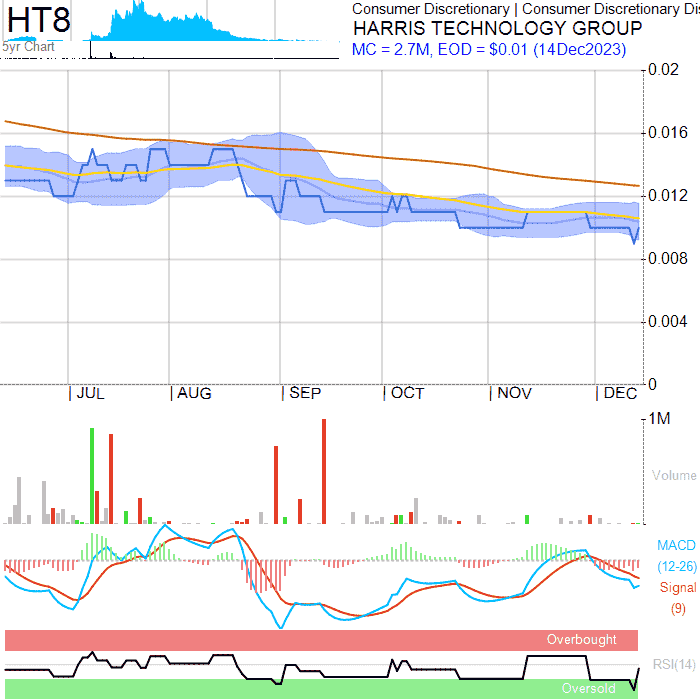 HT8
5yr Chart
Consumer Discretionary | Consumer Discretionary Dis
HARRIS TECHNOLOGY GROUP
MC = 2.7M, EOD = $0.01 (14Dec2023)
0.02
0.016
0.012
0.008
0.004
0
JUL AUG SEP OCT NOV DEC
1M
Volume
MACD
(12-26)
Signal
(9)
Overbought
RSI(14)
Oversold